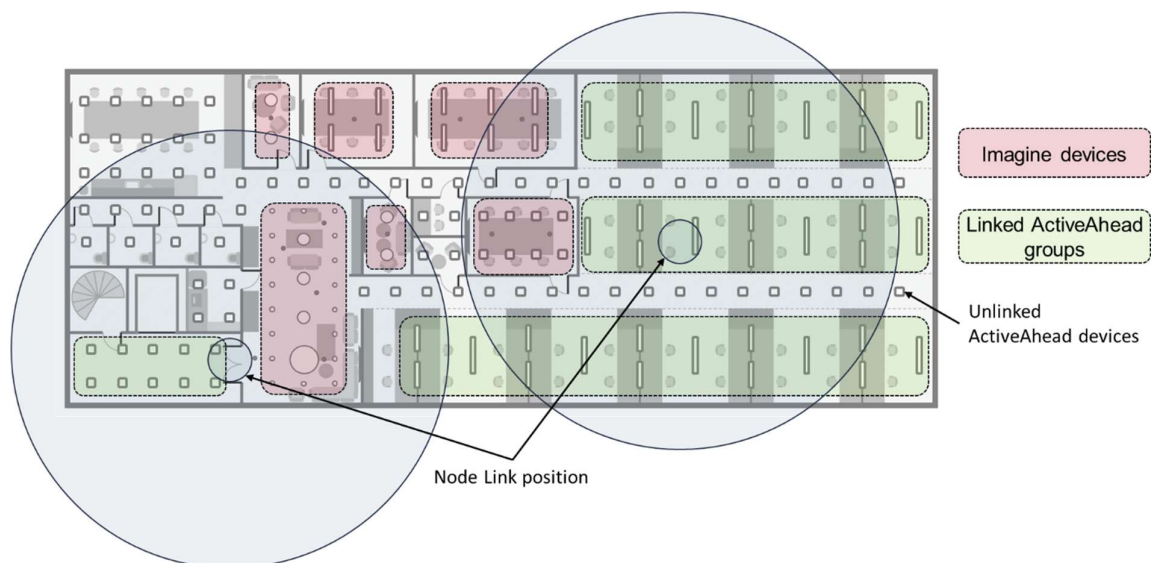 Imagine devices
Linked ActiveAhead
groups
Unlinked
ActiveAhead devices
Node Link position